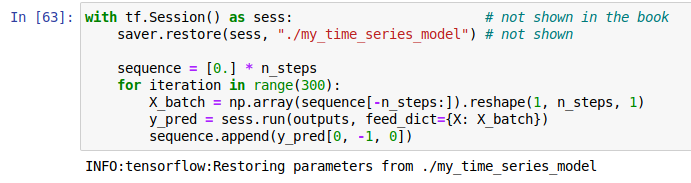 In [63]: with tf.Session() as sess:                        # not shown in the book
    saver.restore(sess, "./my_time_series_model") # not shown

    sequence = [0.] * n_steps
    for iteration in range(300):
        X_batch = np.array(sequence[-n_steps:]).reshape(1, n_steps, 1)
        y_pred = sess.run(outputs, feed_dict={X: X_batch})
        sequence.append(y_pred[0, -1, 0])
INFO:tensorflow:Restoring parameters from ./my_time_series_model